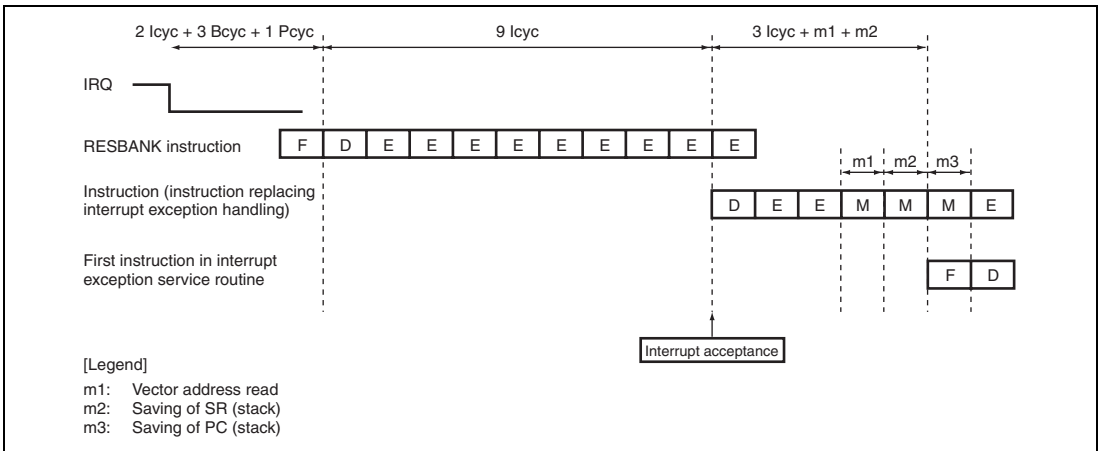 2 Icyc + 3 Bcyc + 1 Pcyc 9 Icyc 3 Icyc + m1 + m2
IRQ
RESBANK instruction F D E E E E E E E E E
m1 m2 m3
Instruction (instruction replacing
interrupt exception handling) D E E M M M E
First instruction in interrupt
exception service routine F D
Interrupt acceptance
[Legend]
m1: Vector address read
m2: Saving of SR (stack)
m3: Saving of PC (stack)